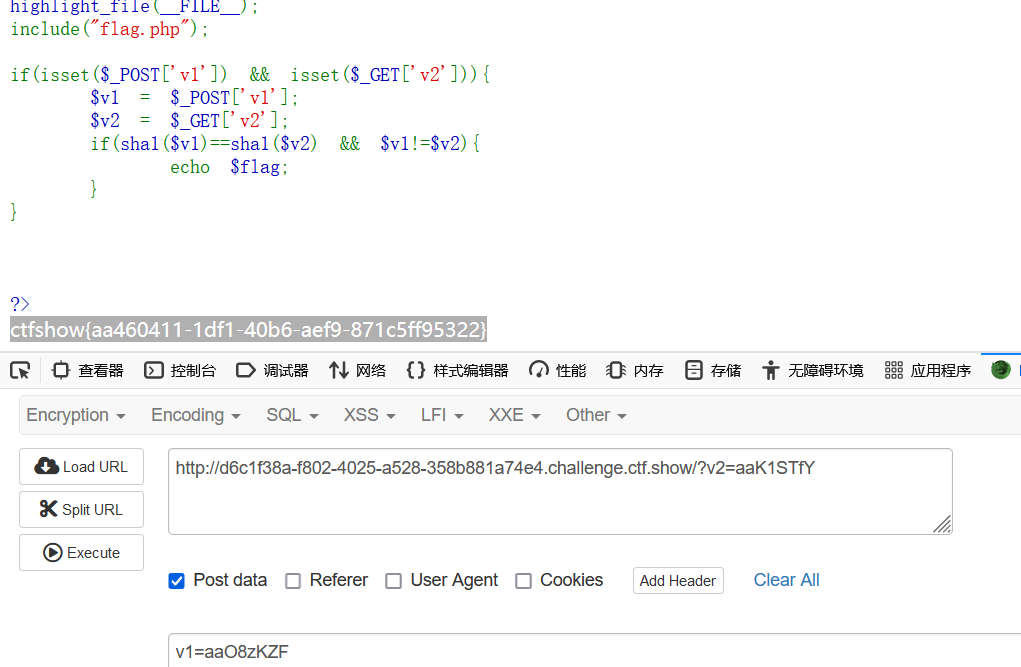 highlight_file(__FILE__);
include("flag.php");
if(isset($_POST['v1']) && isset($_GET['v2'])){
$v1 = $_POST['v1'];
$v2 = $_GET['v2'];
if(sha1($v1)==sha1($v2) && $v1!=$v2){
echo $flag;
}
}
?>
ctfshow{aa460411-1df1-40b6-aef9-871c5ff95322}
查看器 控制台 调试器 网络 样式编辑器 性能 内存 存储 无障碍环境 应用程序
Encryption Encoding SQL XSS LFI XXE Other
Load URL
http://d6c1f38a-f802-4025-a528-358b881a74e4.challenge.ctf.show/?v2=aaK1STfY
Split URL
Execute
Post data Referer User Agent Cookies Add Header Clear All
v1=aaO8zKZF